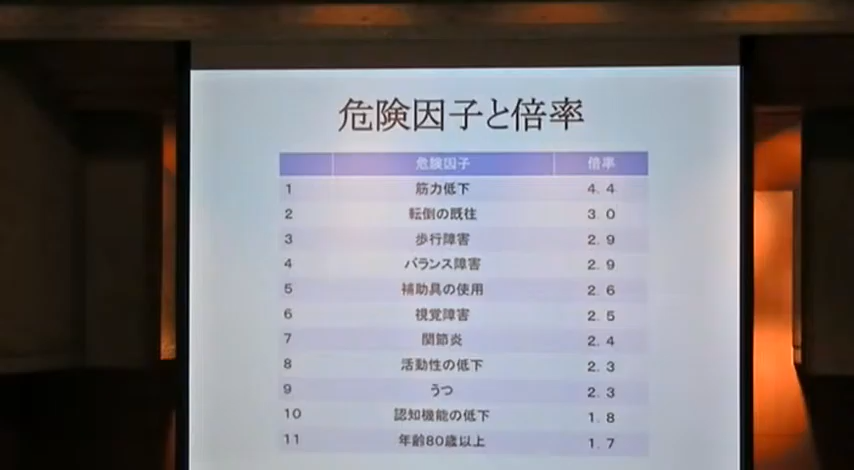 危険因子と倍率
危険因子 倍率
1 筋力低下 4.4
2 転倒の既往 3.0
3 歩行障害 2.9
4 バランス障害 2.9
5 補助具の使用 2.6
6 視覚障害 2.5
7 関節炎 2.4
8 活動性の低下 2.3
9 うつ 2.3
10 認知機能の低下 1.8
11 年齢80歳以上 1.7